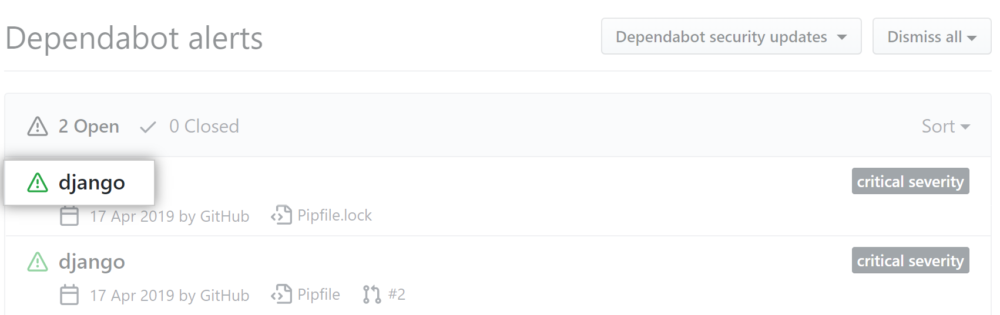 Dependabot alerts
Dependabot security updates
Dismiss all
2 Open
0 Closed
Sort
django
critical severity
17 Apr 2019 by GitHub
Pipfile.lock
django
critical severity
17 Apr 2019 by GitHub
Pipfile
#2